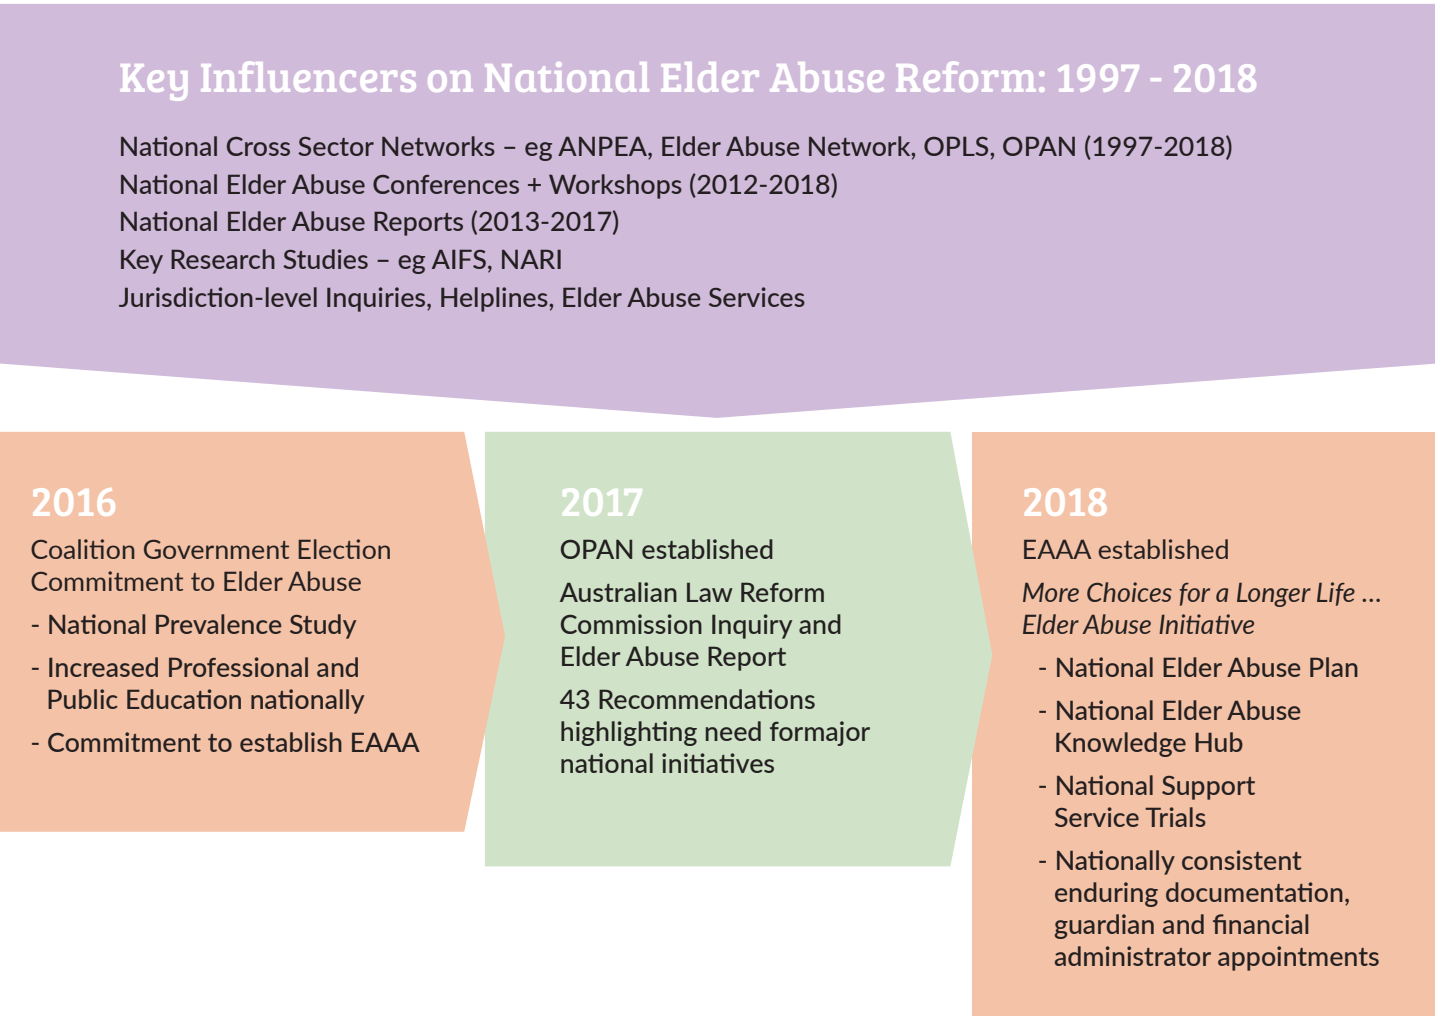 Key Influencers on National Elder Abuse Reform: 1997 - 2018
National Cross Sector Networks – eg ANPEA, Elder Abuse Network, OPLS, OPAN (1997-2018)
National Elder Abuse Conferences + Workshops (2012-2018)
National Elder Abuse Reports (2013-2017)
Key Research Studies – eg AIFS, NARI
Jurisdiction-level Inquiries, Helplines, Elder Abuse Services
2016
Coalition Government Election
Commitment to Elder Abuse
- National Prevalence Study
- Increased Professional and
Public Education nationally
- Commitment to establish EAAA
2017
OPAN established
Australian Law Reform
Commission Inquiry and
Elder Abuse Report
43 Recommendations
highlighting need formajor
national initiatives
2018
EAAA established
More Choices for a Longer Life ...
Elder Abuse Initiative
- National Elder Abuse Plan
- National Elder Abuse
Knowledge Hub
- National Support
Service Trials
- Nationally consistent
enduring documentation,
guardian and financial
administrator appointments